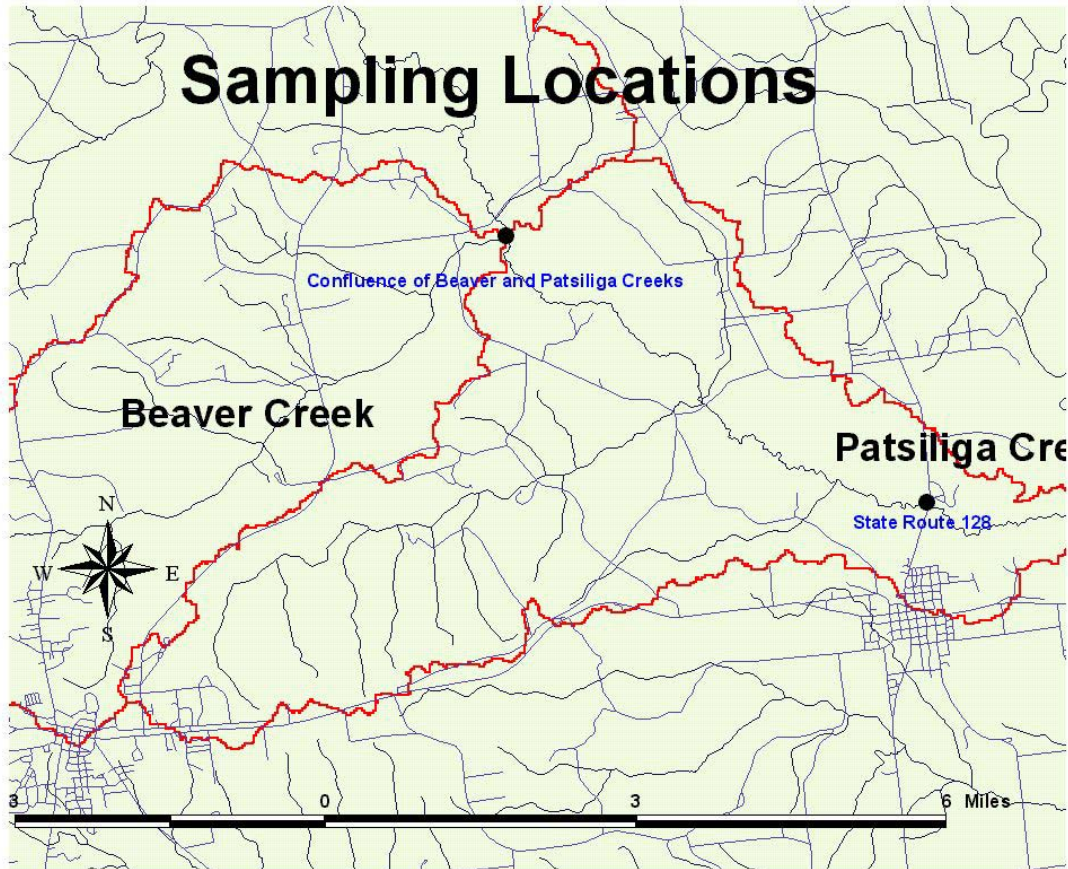 Sampling Locations
Confluence of Beaver and Patsiliga Creeks
Beaver Creek
Patsiliga Cre
State Route 128
N
W E
S
3 0 3 6 Miles